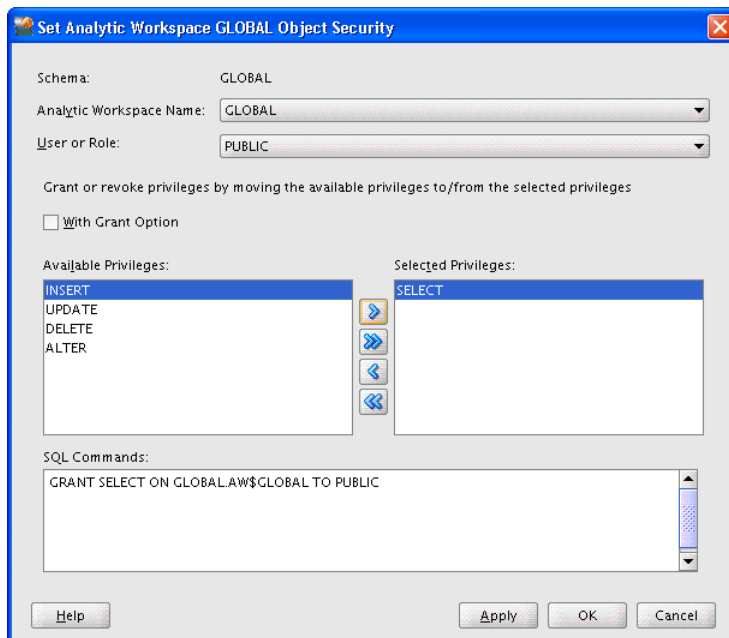 Set Analytic Workspace GLOBAL Object Security
Schema: GLOBAL
Analytic Workspace Name: GLOBAL
User or Role: PUBLIC
Grant or revoke privileges by moving the available privileges to/from the selected privileges
With Grant Option
Available Privileges:
INSERT
UPDATE
DELETE
ALTER
Selected Privileges:
SELECT
SQL Commands:
GRANT SELECT ON GLOBAL.AW$GLOBAL TO PUBLIC
Help Apply OK Cancel